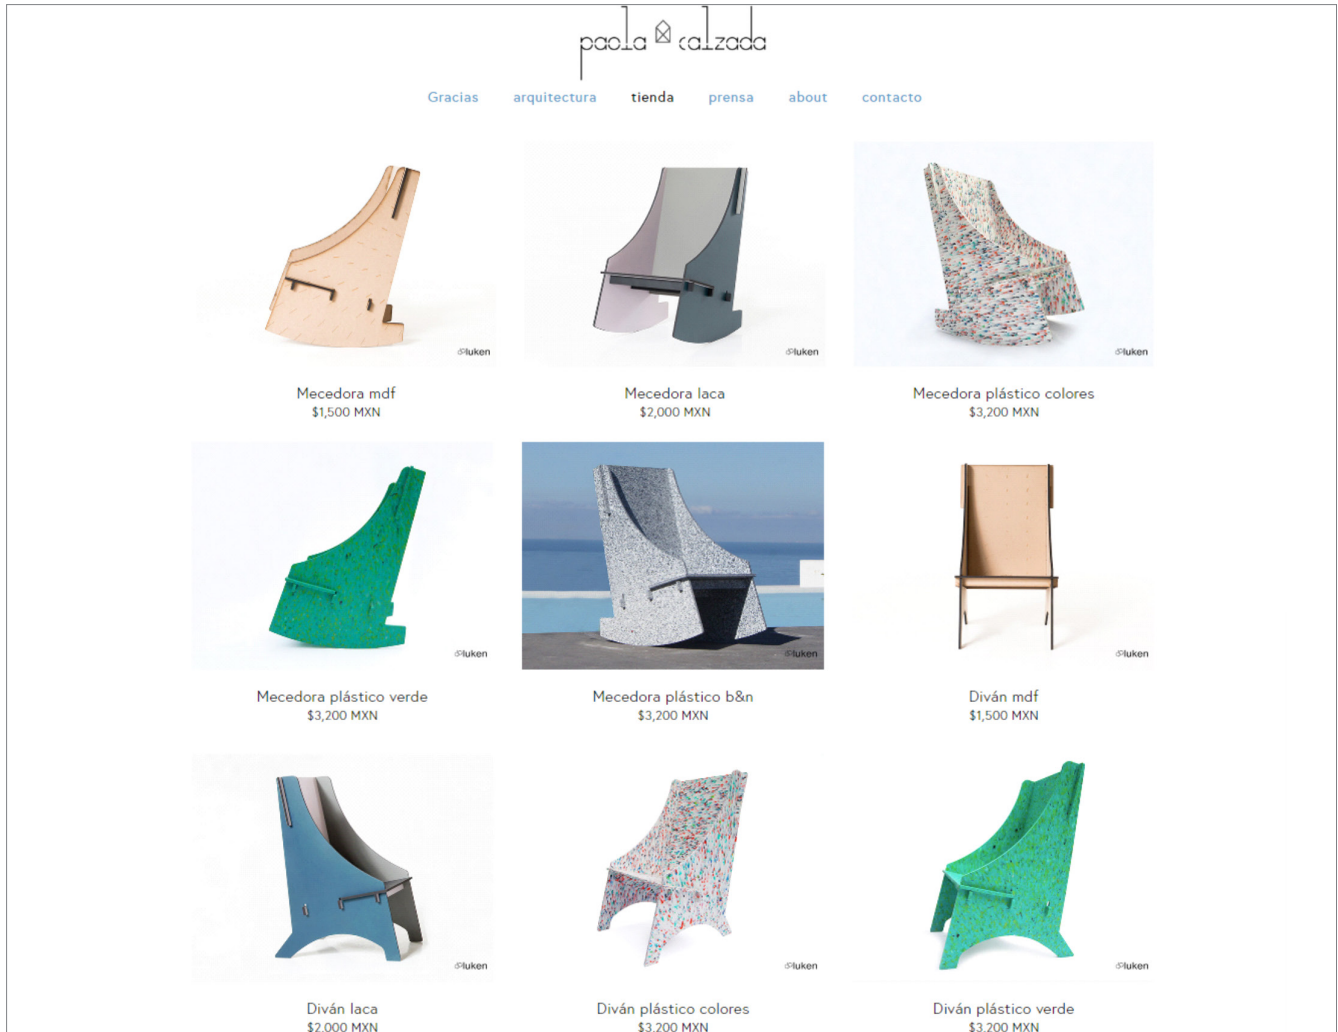 paola calzada
Gracias arquitectura tienda prensa about contacto
luken luken luken
Mecedora mdf Mecedora laca Mecedora plástico colores
$1,500 MXN $2,000 MXN $3,200 MXN
luken luken luken
Mecedora plástico verde Mecedora plástico b&n Diván mdf
$3,200 MXN $3,200 MXN $1,500 MXN
luken luken luken
Diván laca Diván plástico colores Diván plástico verde
$2,000 MXN $3,200 MXN $3,200 MXN